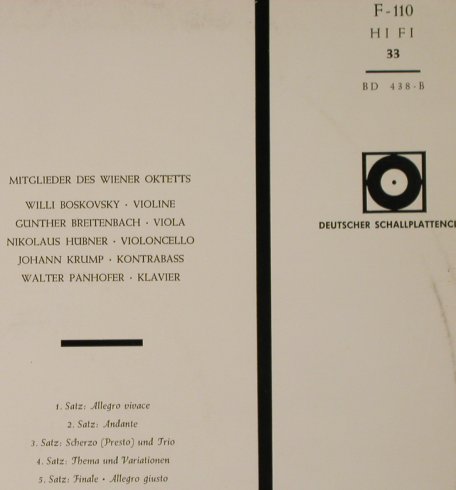 F-110
HI FI
33
BD 438-B
DEUTSCHER SCHALLPLATTENCL
MITGLIEDER DES WIENER OKTETTS
WILLI BOSKOVSKY · VIOLINE
GÜNTHER BREITENBACH · VIOLA
NIKOLAUS HÜBNER · VIOLONCELLO
JOHANN KRUMP · KONTRABASS
WALTER PANHOFER · KLAVIER
1. Satz: Allegro vivace
2. Satz: Andante
3. Satz: Scherzo (Presto) und Trio
4. Satz: Thema und Variationen
5. Satz: Finale · Allegro giusto